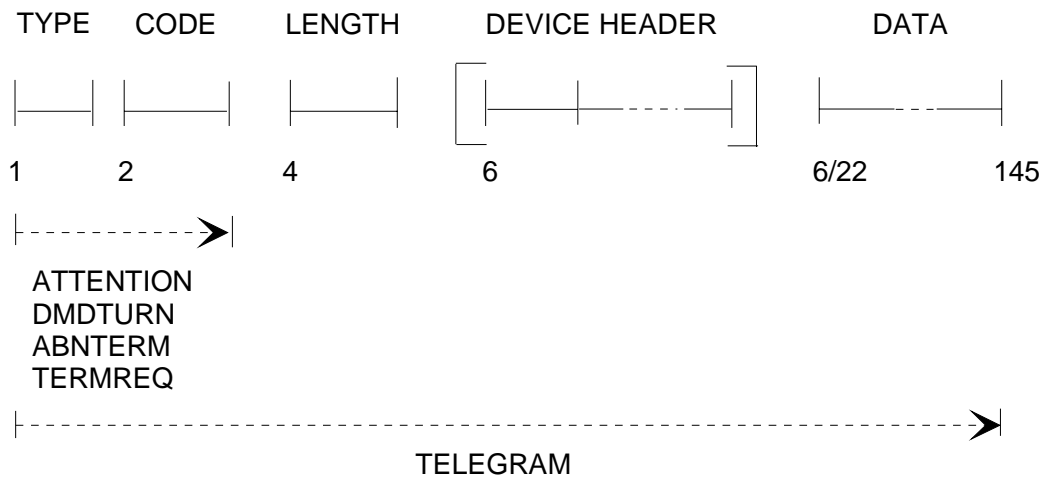 TYPE CODE LENGTH DEVICE HEADER DATA
1 2 4 6 6/22 145
ATTENTION
DMDTURN
ABNTERM
TERMREQ
TELEGRAM